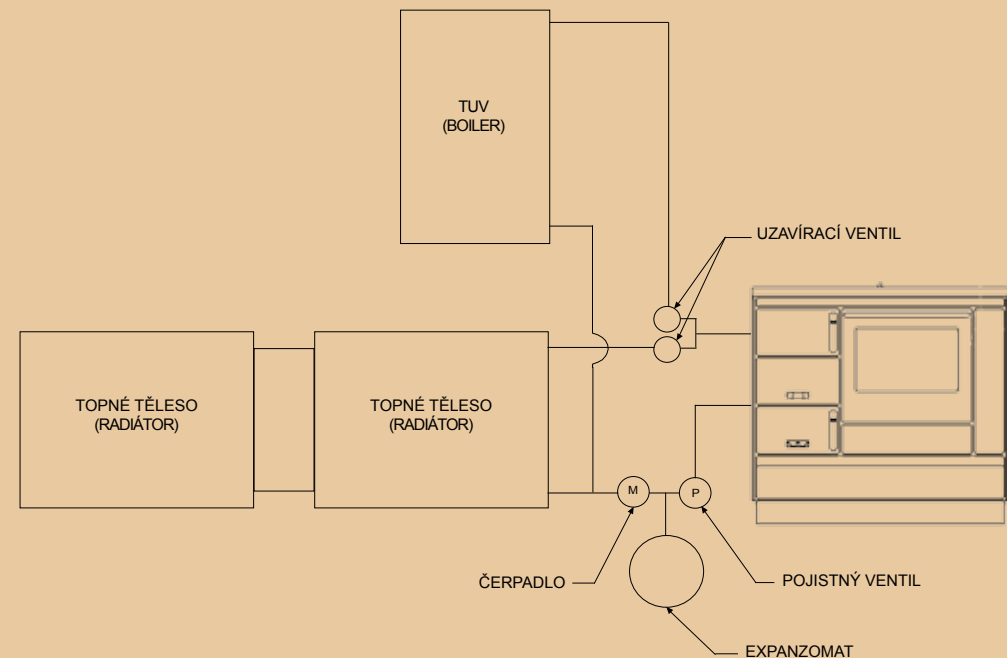 TUV
(BOILER)
UZAVÍRACÍ VENTIL
TOPNÉ TĚLESO
(RADIÁTOR)
TOPNÉ TĚLESO
(RADIÁTOR)
M
P
ČERPADLO
POJISTNÝ VENTIL
EXPANZOMAT